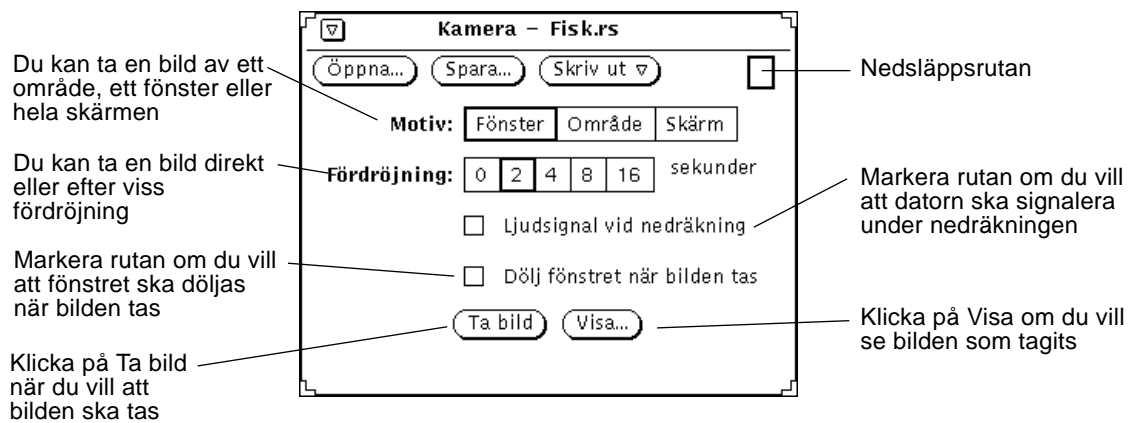 Kamera – Fisk.rs
Öppna...
Spara...
Skriv ut
Motiv:
Fönster
Område
Skärm
Fördröjning:
0
2
4
8
16
sekunder
Ljudsignal vid nedräkning
Dölj fönstret när bilden tas
Ta bild
Visa...
Du kan ta en bild av ett
område, ett fönster eller
hela skärmen
Du kan ta en bild direkt
eller efter viss
fördröjning
Markera rutan om du vill
att fönstret ska döljas
när bilden tas
Klicka på Ta bild
när du vill att
bilden ska tas
Nedsläppsrutan
Markera rutan om du vill
att datorn ska signalera
under nedräkningen
Klicka på Visa om du vill
se bilden som tagits